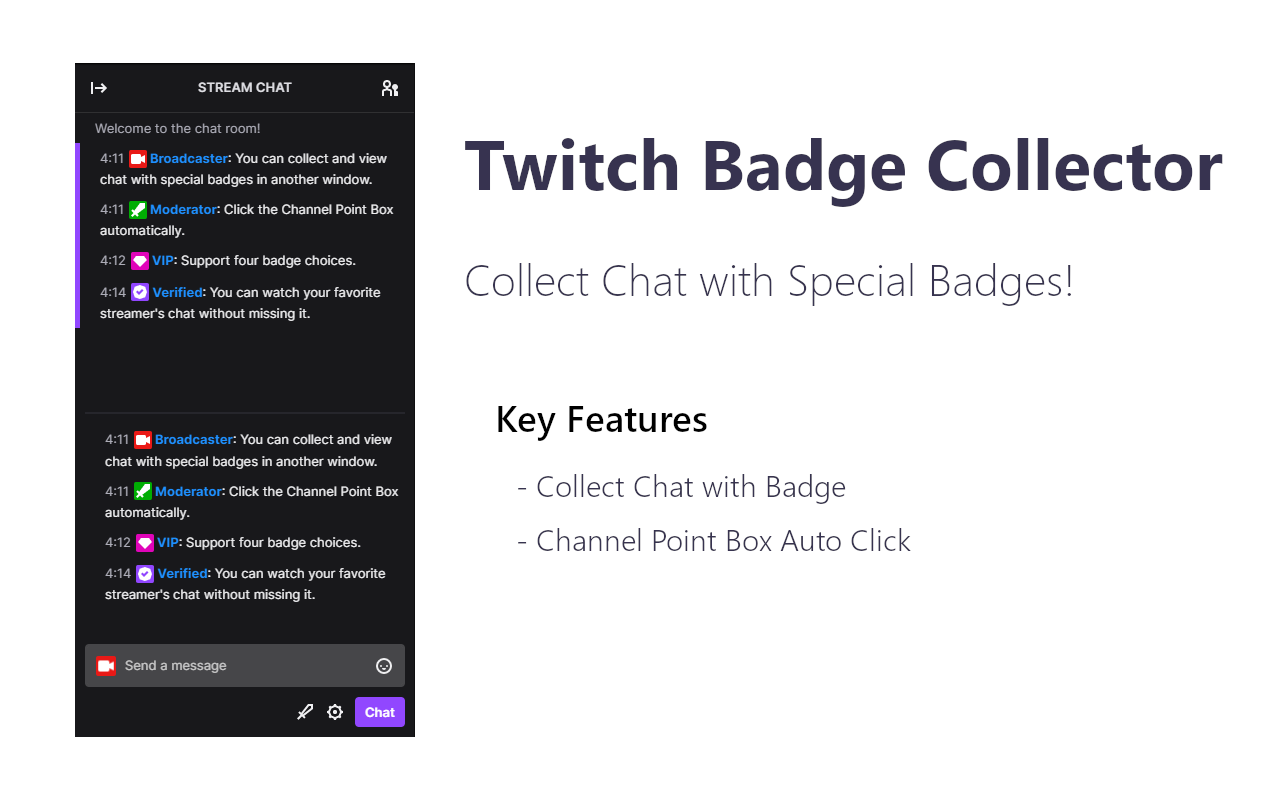 STREAM CHAT
Welcome to the chat room!
4:11 Broadcaster: You can collect and view
chat with special badges in another window.
4:11 Moderator: Click the Channel Point Box
automatically.
4:12 VIP: Support four badge choices.
4:14 Verified: You can watch your favorite
streamer's chat without missing it.
4:11 Broadcaster: You can collect and view
chat with special badges in another window.
4:11 Moderator: Click the Channel Point Box
automatically.
4:12 VIP: Support four badge choices.
4:14 Verified: You can watch your favorite
streamer's chat without missing it.
Send a message
Chat
Twitch Badge Collector
Collect Chat with Special Badges!
Key Features
- Collect Chat with Badge
- Channel Point Box Auto Click